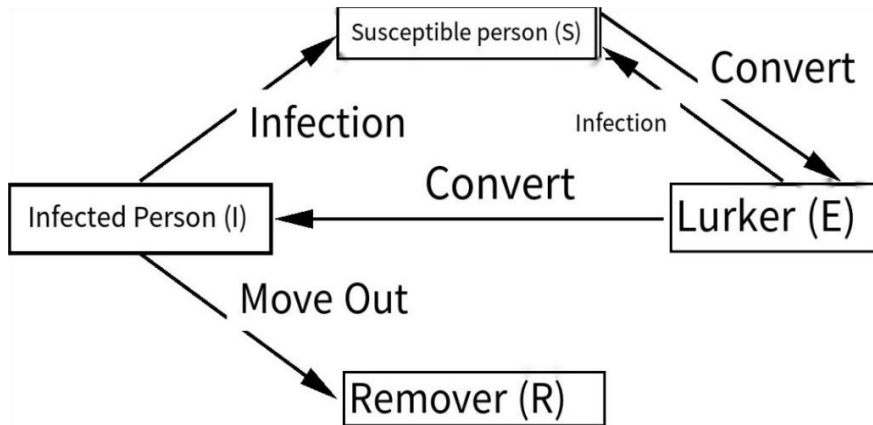 Susceptible person (S)
Convert
Infection
Infection
Convert
Infected Person (I)
Lurker (E)
Move Out
Remover (R)